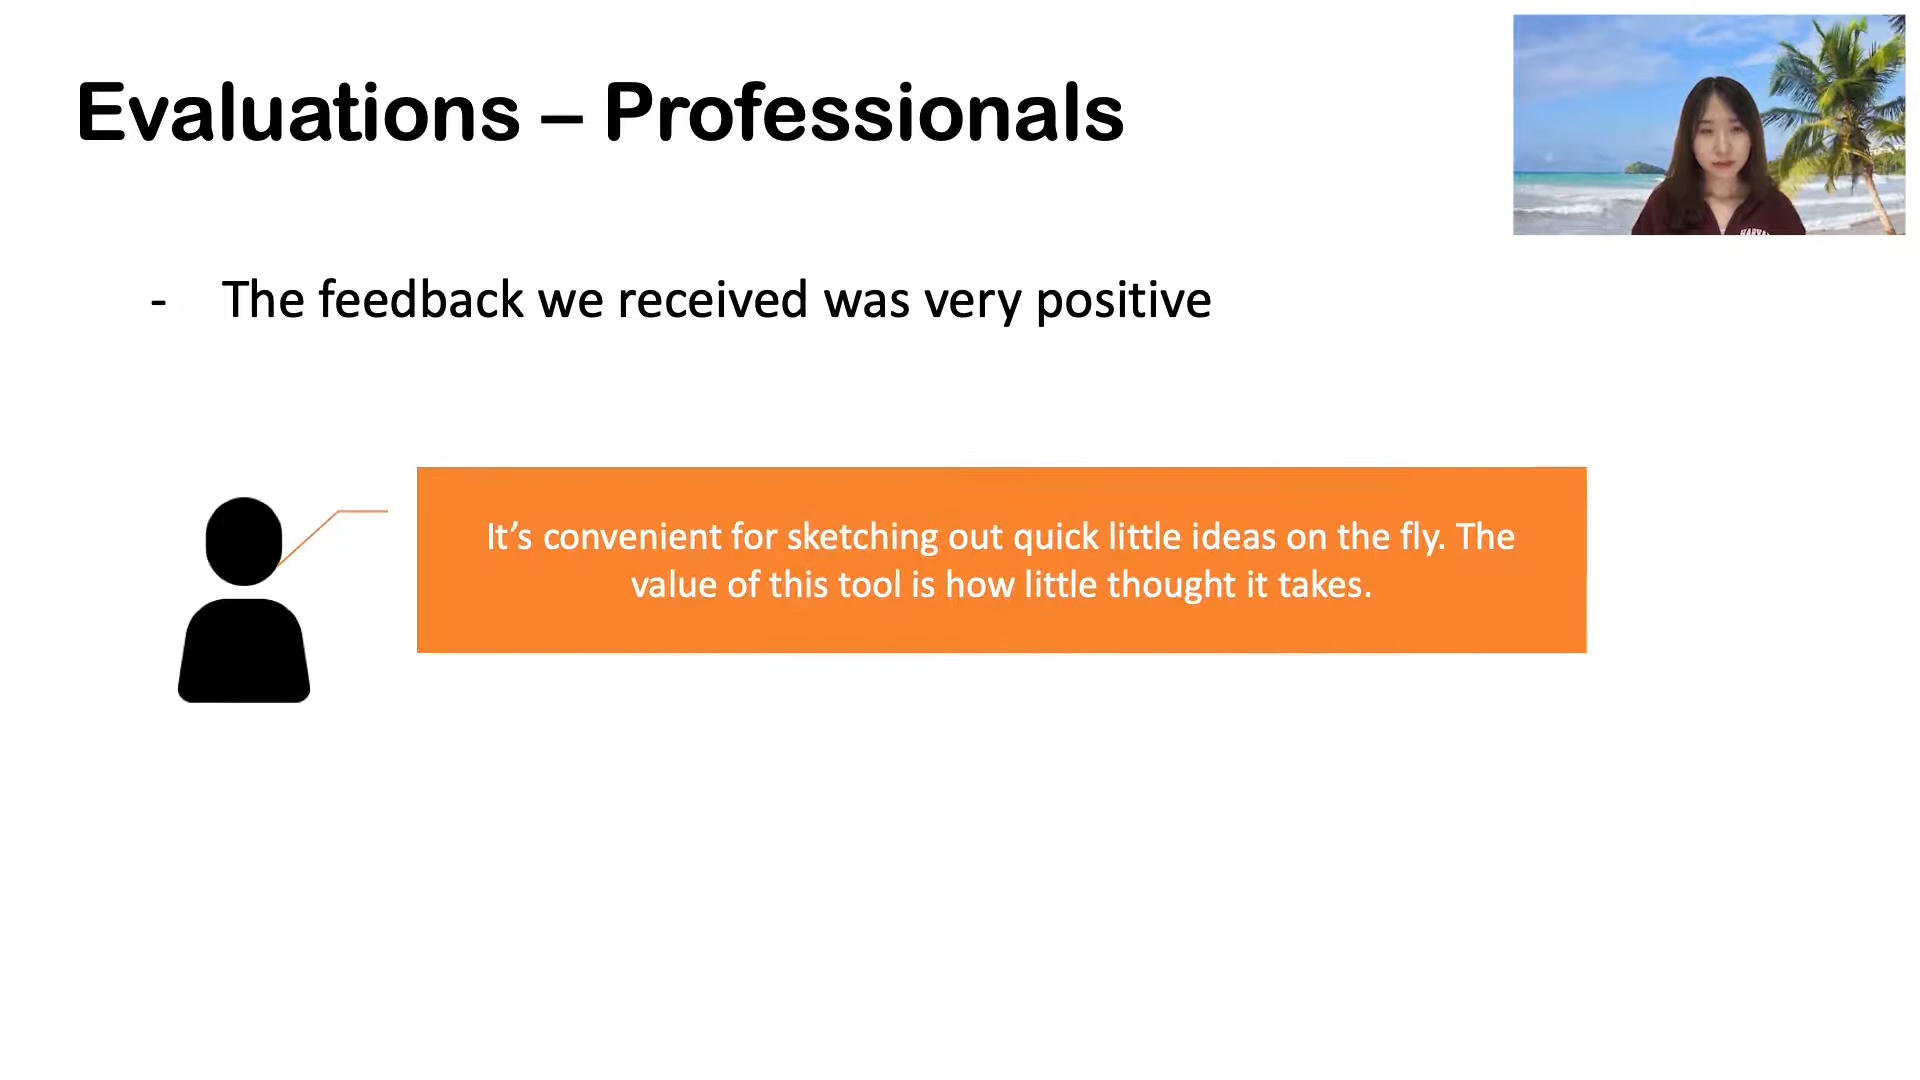 Evaluations – Professionals
- The feedback we received was very positive
It’s convenient for sketching out quick little ideas on the fly. The
value of this tool is how little thought it takes.